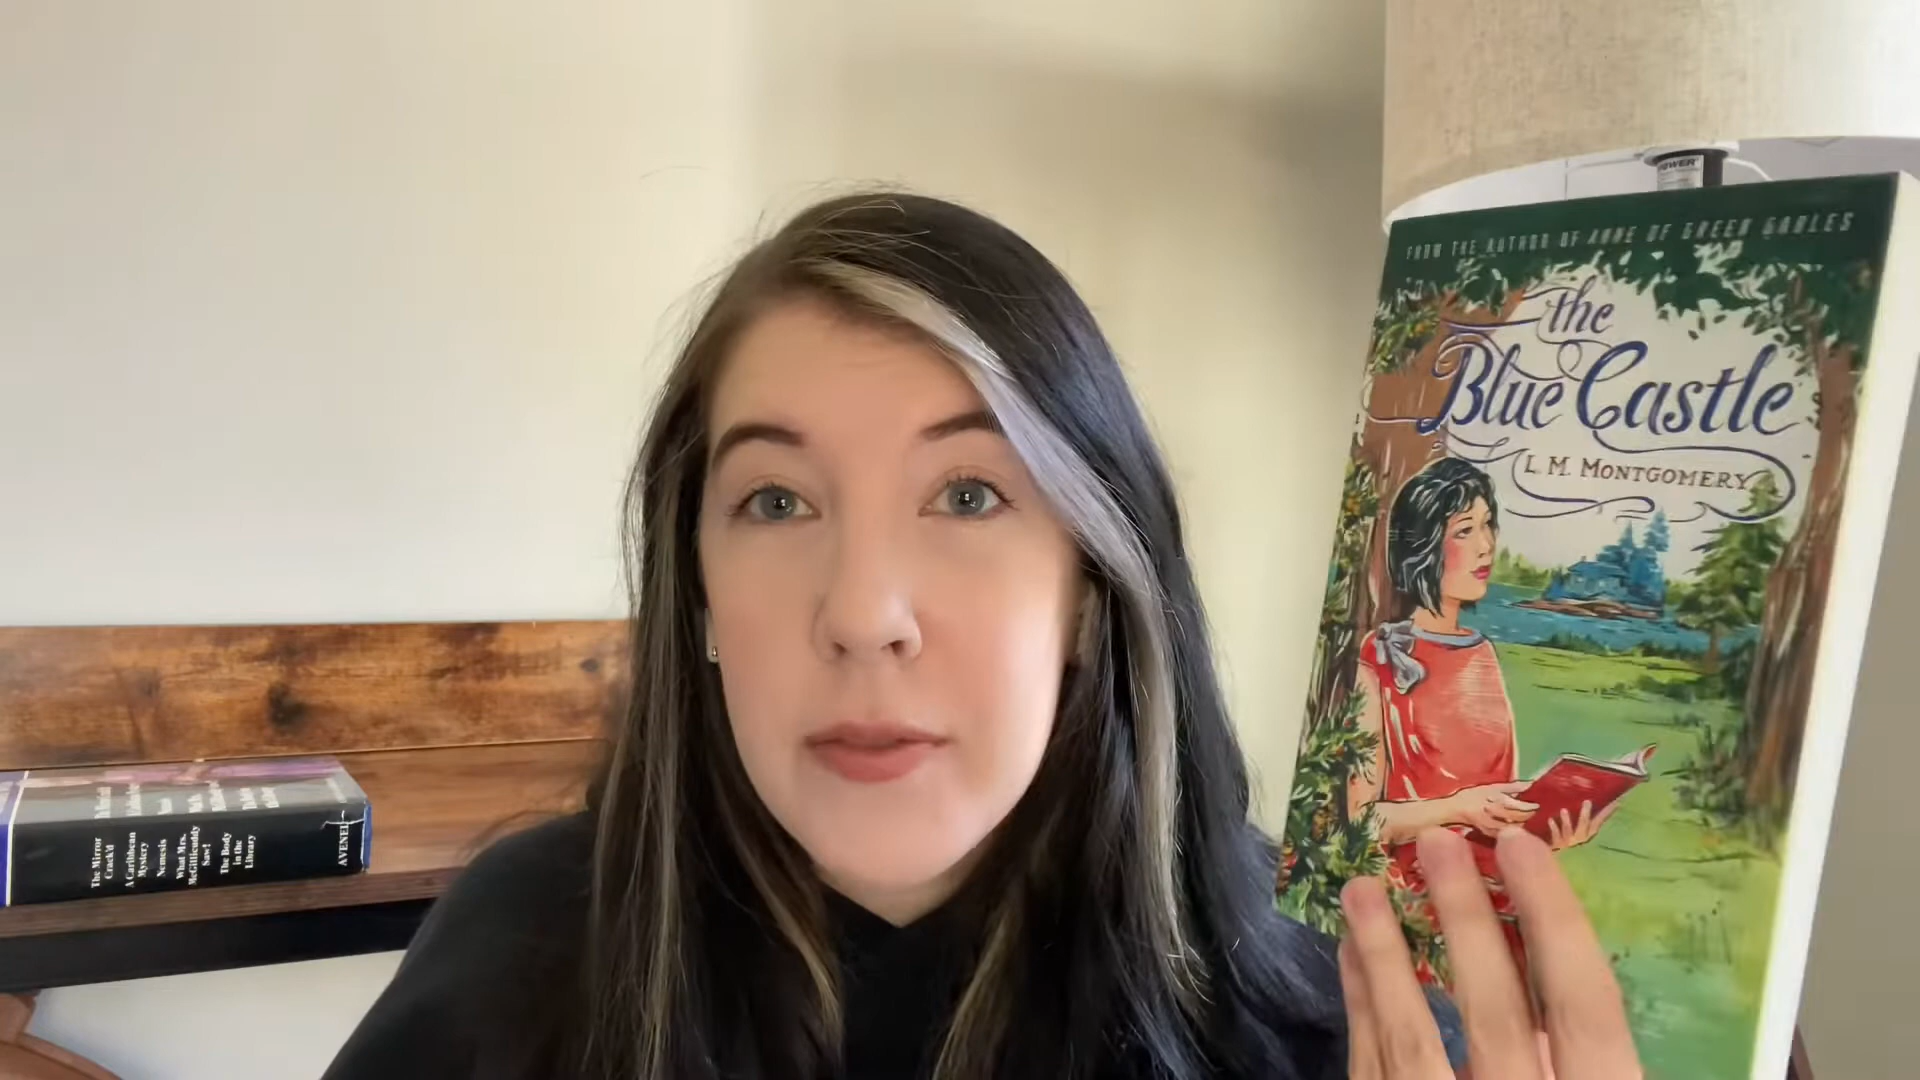 POWER
FROM THE AUTHOR OF ANNE OF GREEN GABLES
the
Blue Castle
L. M. MONTGOMERY
The Mirror
Crack'd
A Caribbean
Mystery
Nemesis
What Mrs.
McGillicuddy
Saw!
The Body
in the
Library
AVENEL